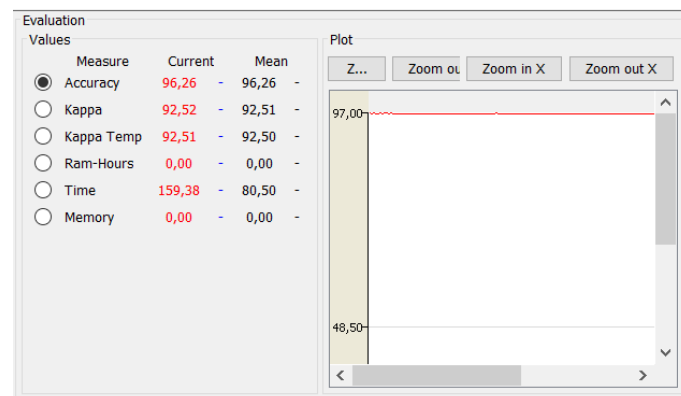 Evaluation
Values
Measure Current Mean
Accuracy 96,26 - 96,26 -
Kappa 92,52 - 92,51 -
Kappa Temp 92,51 - 92,50 -
Ram-Hours 0,00 - 0,00 -
Time 159,38 - 80,50 -
Memory 0,00 - 0,00 -
Plot
Z... Zoom ou Zoom in X Zoom out X
97,00
48,50